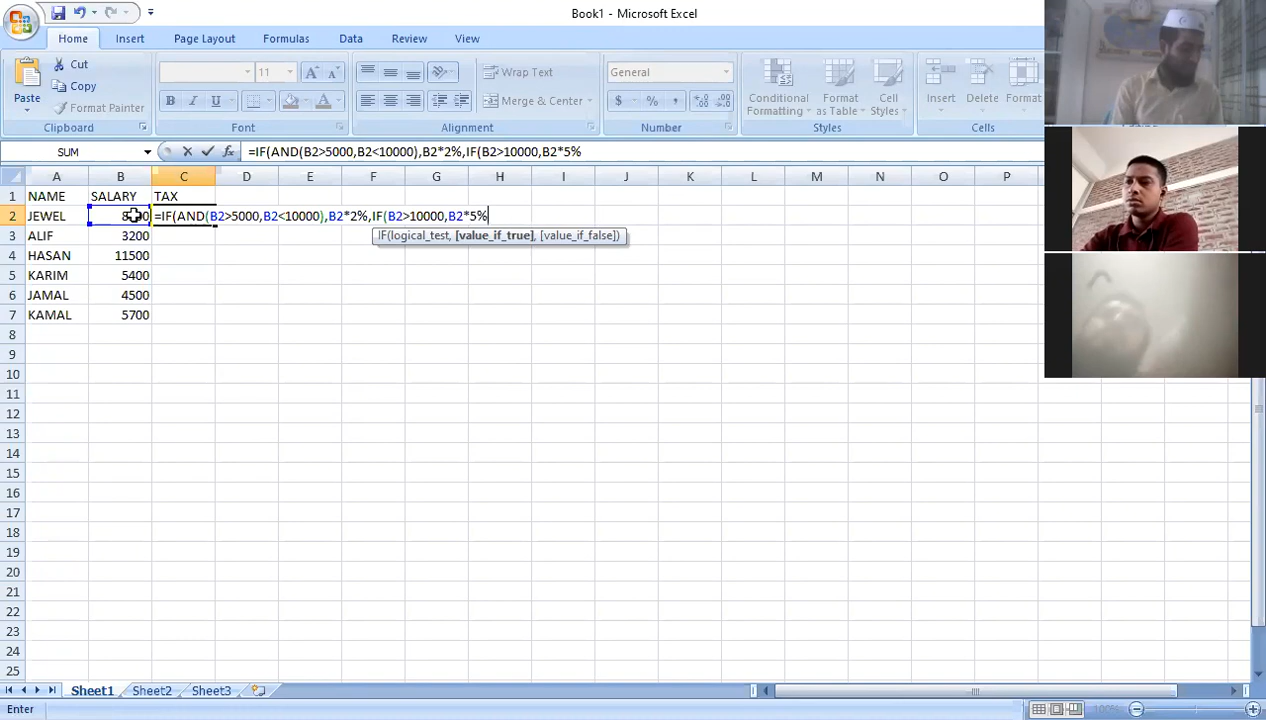 Book1 - Microsoft Excel
Home Insert Page Layout Formulas Data Review View
Cut
Copy
Format Painter
Paste
Clipboard
11
B I U
Font
Wrap Text
Merge & Center
Alignment
General
$ % ,
Number
Conditional Formatting
Format as Table
Cell Styles
Styles
Insert Delete Format
Cells
SUM
=IF(AND(B2>5000,B2<10000),B2*2%,IF(B2>10000,B2*5%
A B C D E F G H I J K L M N O P
1 NAME SALARY TAX
2 JEWEL =IF(AND(B2>5000,B2<10000),B2*2%,IF(B2>10000,B2*5%
IF(logical_test, [value_if_true], [value_if_false])
3 ALIF 3200
4 HASAN 11500
5 KARIM 5400
6 JAMAL 4500
7 KAMAL 5700
8
9
10
11
12
13
14
15
16
17
18
19
20
21
22
23
24
25
Sheet1 Sheet2 Sheet3
Enter
100%